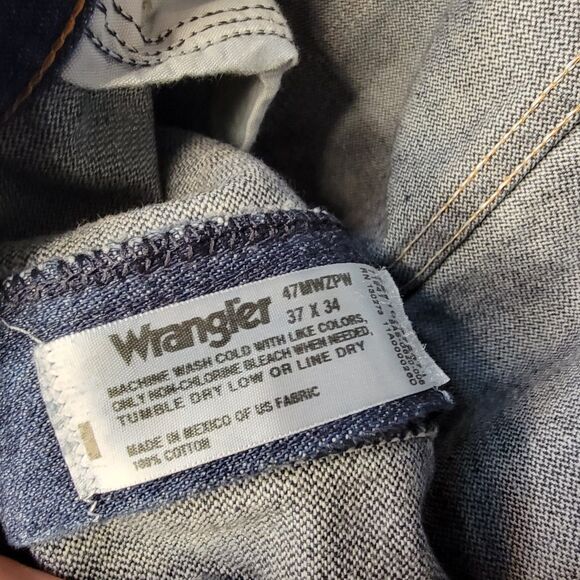 Wrangler
47MWZPW
37 X 34
MACHINE WASH COLD WITH LIKE COLORS,
ONLY NON-CHLORINE BLEACH WHEN NEEDED.
TUMBLE DRY LOW OR LINE DRY
MADE IN MEXICO OF US FABRIC
100% COTTON